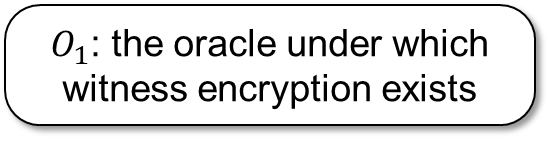 O₁: the oracle under which
witness encryption exists